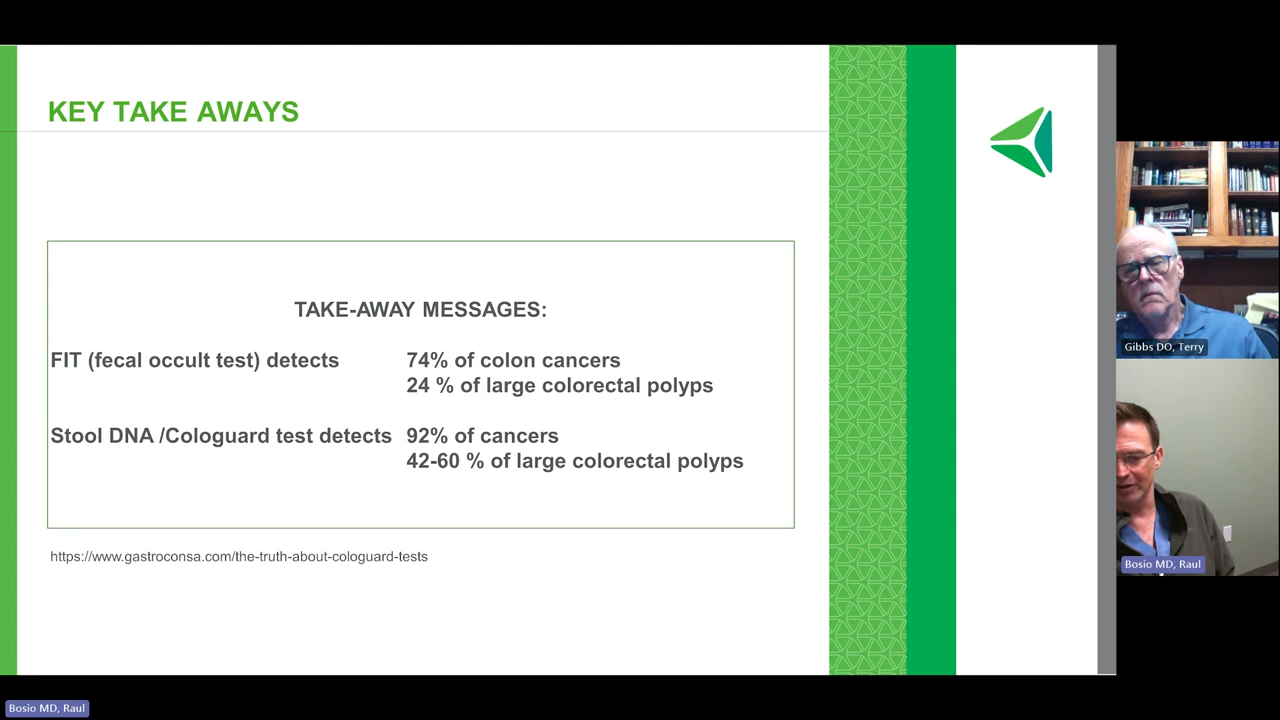 KEY TAKE AWAYS
TAKE-AWAY MESSAGES:
FIT (fecal occult test) detects 74% of colon cancers
24 % of large colorectal polyps
Stool DNA /Cologuard test detects 92% of cancers
42-60 % of large colorectal polyps
https://www.gastroconsa.com/the-truth-about-cologuard-tests
Gibbs DO, Terry
Bosio MD, Raul
Bosio MD, Raul